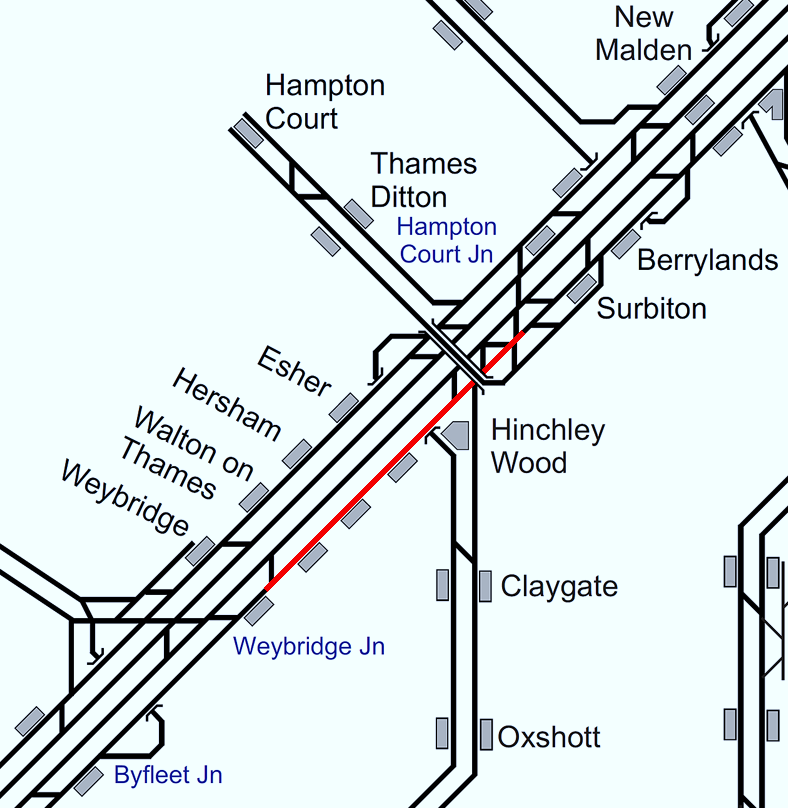 New
Malden
Hampton
Court
Thames
Ditton
Hampton
Court Jn
Berrylands
Surbiton
Esher
Hersham
Walton on
Thames
Weybridge
Hinchley
Wood
Claygate
Weybridge Jn
Oxshott
Byfleet Jn